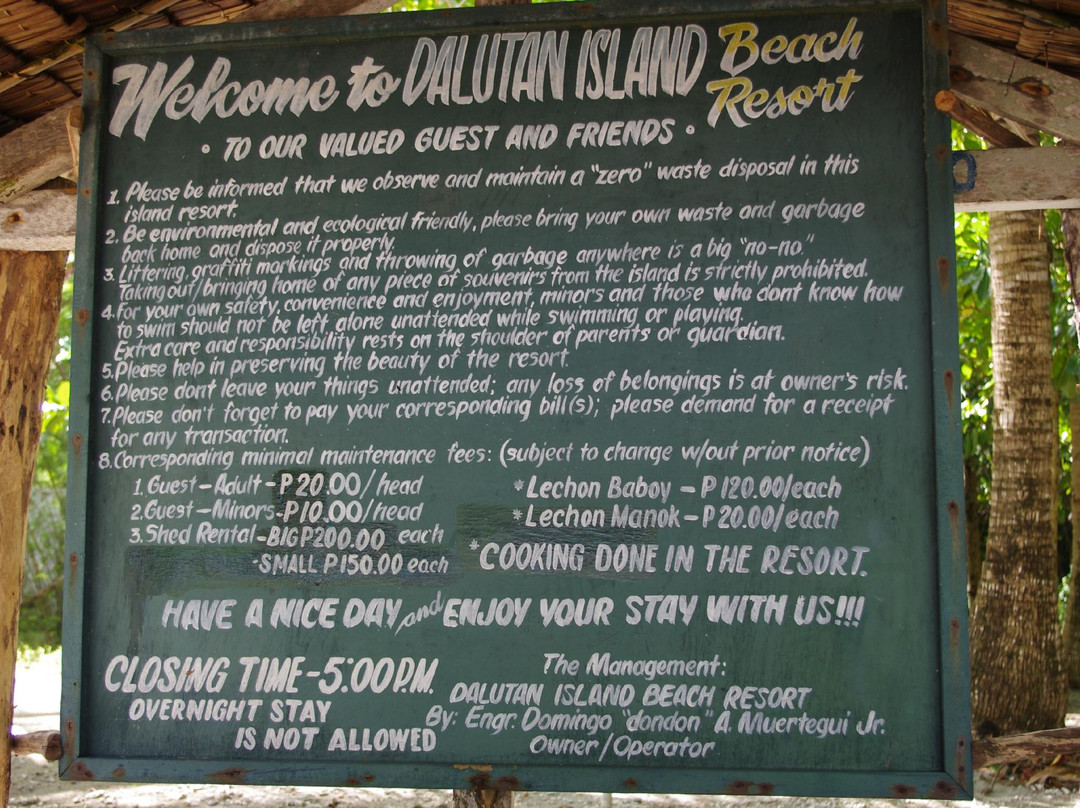 Welcome to DALUTAN ISLAND Beach Resort
• TO OUR VALUED GUEST AND FRIENDS •
1. Please be informed that we observe and maintain a "zero" waste disposal in this
island resort.
2. Be environmental and ecological friendly, please bring your own waste and garbage
back home and dispose it properly.
3. Littering, graffiti markings and throwing of garbage anywhere is a big "no-no."
Taking out/bringing home of any piece of souvenirs from the island is strictly prohibited.
4. For your own safety, convenience and enjoyment, minors and those who dont know how
to swim should not be left alone unattended while swimming or playing.
Extra care and responsibility rests on the shoulder of parents or guardian.
5. Please help in preserving the beauty of the resort.
6. Please dont leave your things unattended; any loss of belongings is at owner's risk.
7. Please don't forget to pay your corresponding bill(s); please demand for a receipt
for any transaction.
8. Corresponding minimal maintenance fees: (subject to change w/out prior notice)
1. Guest-Adult-P20.00/head
2. Guest-Minors-P10.00/head
3. Shed Rental-BIG P200.00 each
-SMALL P150.00 each
*Lechon Baboy - P120.00/each
*Lechon Manok - P20.00/each
*COOKING DONE IN THE RESORT.
HAVE A NICE DAY and ENJOY YOUR STAY WITH US!!!
CLOSING TIME-5:00P.M.
OVERNIGHT STAY
IS NOT ALLOWED
The Management:
DALUTAN ISLAND BEACH RESORT
By: Engr. Domingo "dondon" A. Muertegui Jr.
Owner/Operator